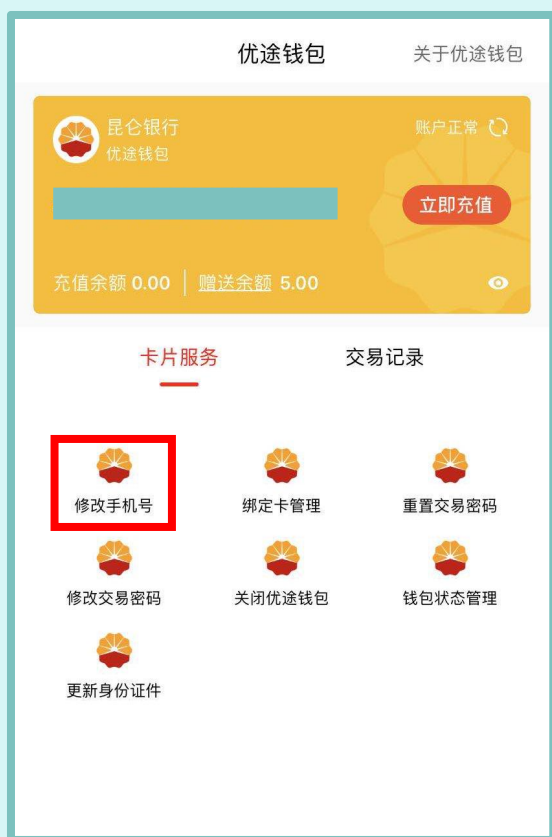 优途钱包
关于优途钱包
昆仑银行
优途钱包
账户正常
立即充值
充值余额 0.00 赠送余额 5.00
卡片服务
交易记录
修改手机号
绑定卡管理
重置交易密码
修改交易密码
关闭优途钱包
钱包状态管理
更新身份证件